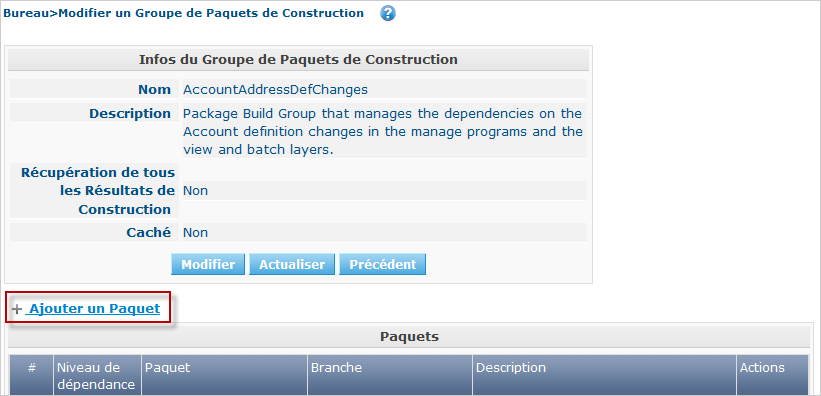 Bureau>Modifier un Groupe de Paquets de Construction ?
Infos du Groupe de Paquets de Construction
Nom AccountAddressDefChanges
Description Package Build Group that manages the dependencies on the
Account definition changes in the manage programs and the
view and batch layers.
Récupération de tous
les Résultats de Non
Construction
Caché Non
Modifier Actualiser Précédent
+ Ajouter un Paquet
Paquets
# Niveau de Paquet Branche Description Actions
dépendance